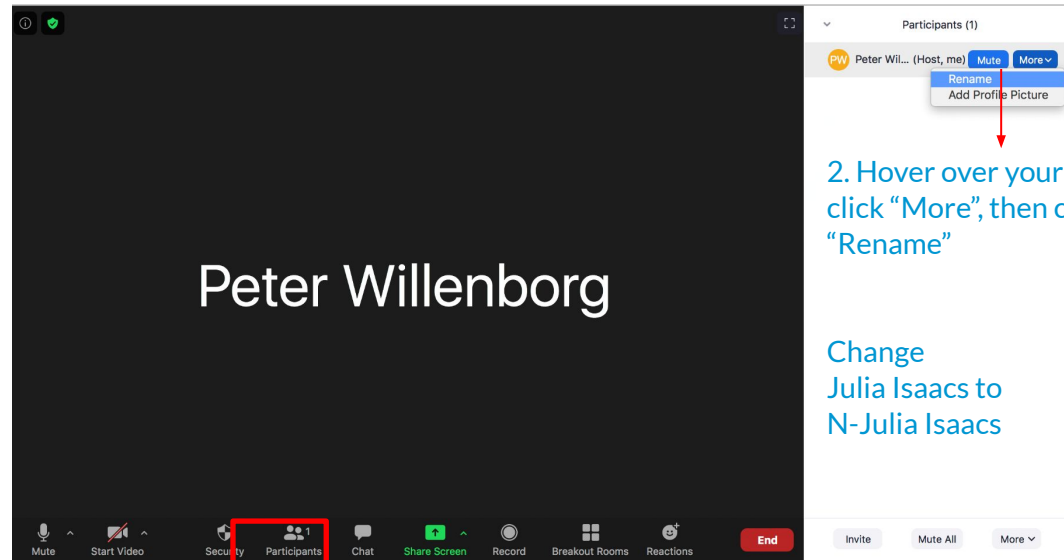 Participants (1)
PW Peter Wil... (Host, me) Mute More
Rename
Add Profile Picture
2. Hover over your
click “More”, then
“Rename”
Peter Willenborg
Change
Julia Isaacs to
N-Julia Isaacs
1
Mute Start Video Security Participants Chat Share Screen Record Breakout Rooms Reactions End
Invite Mute All More